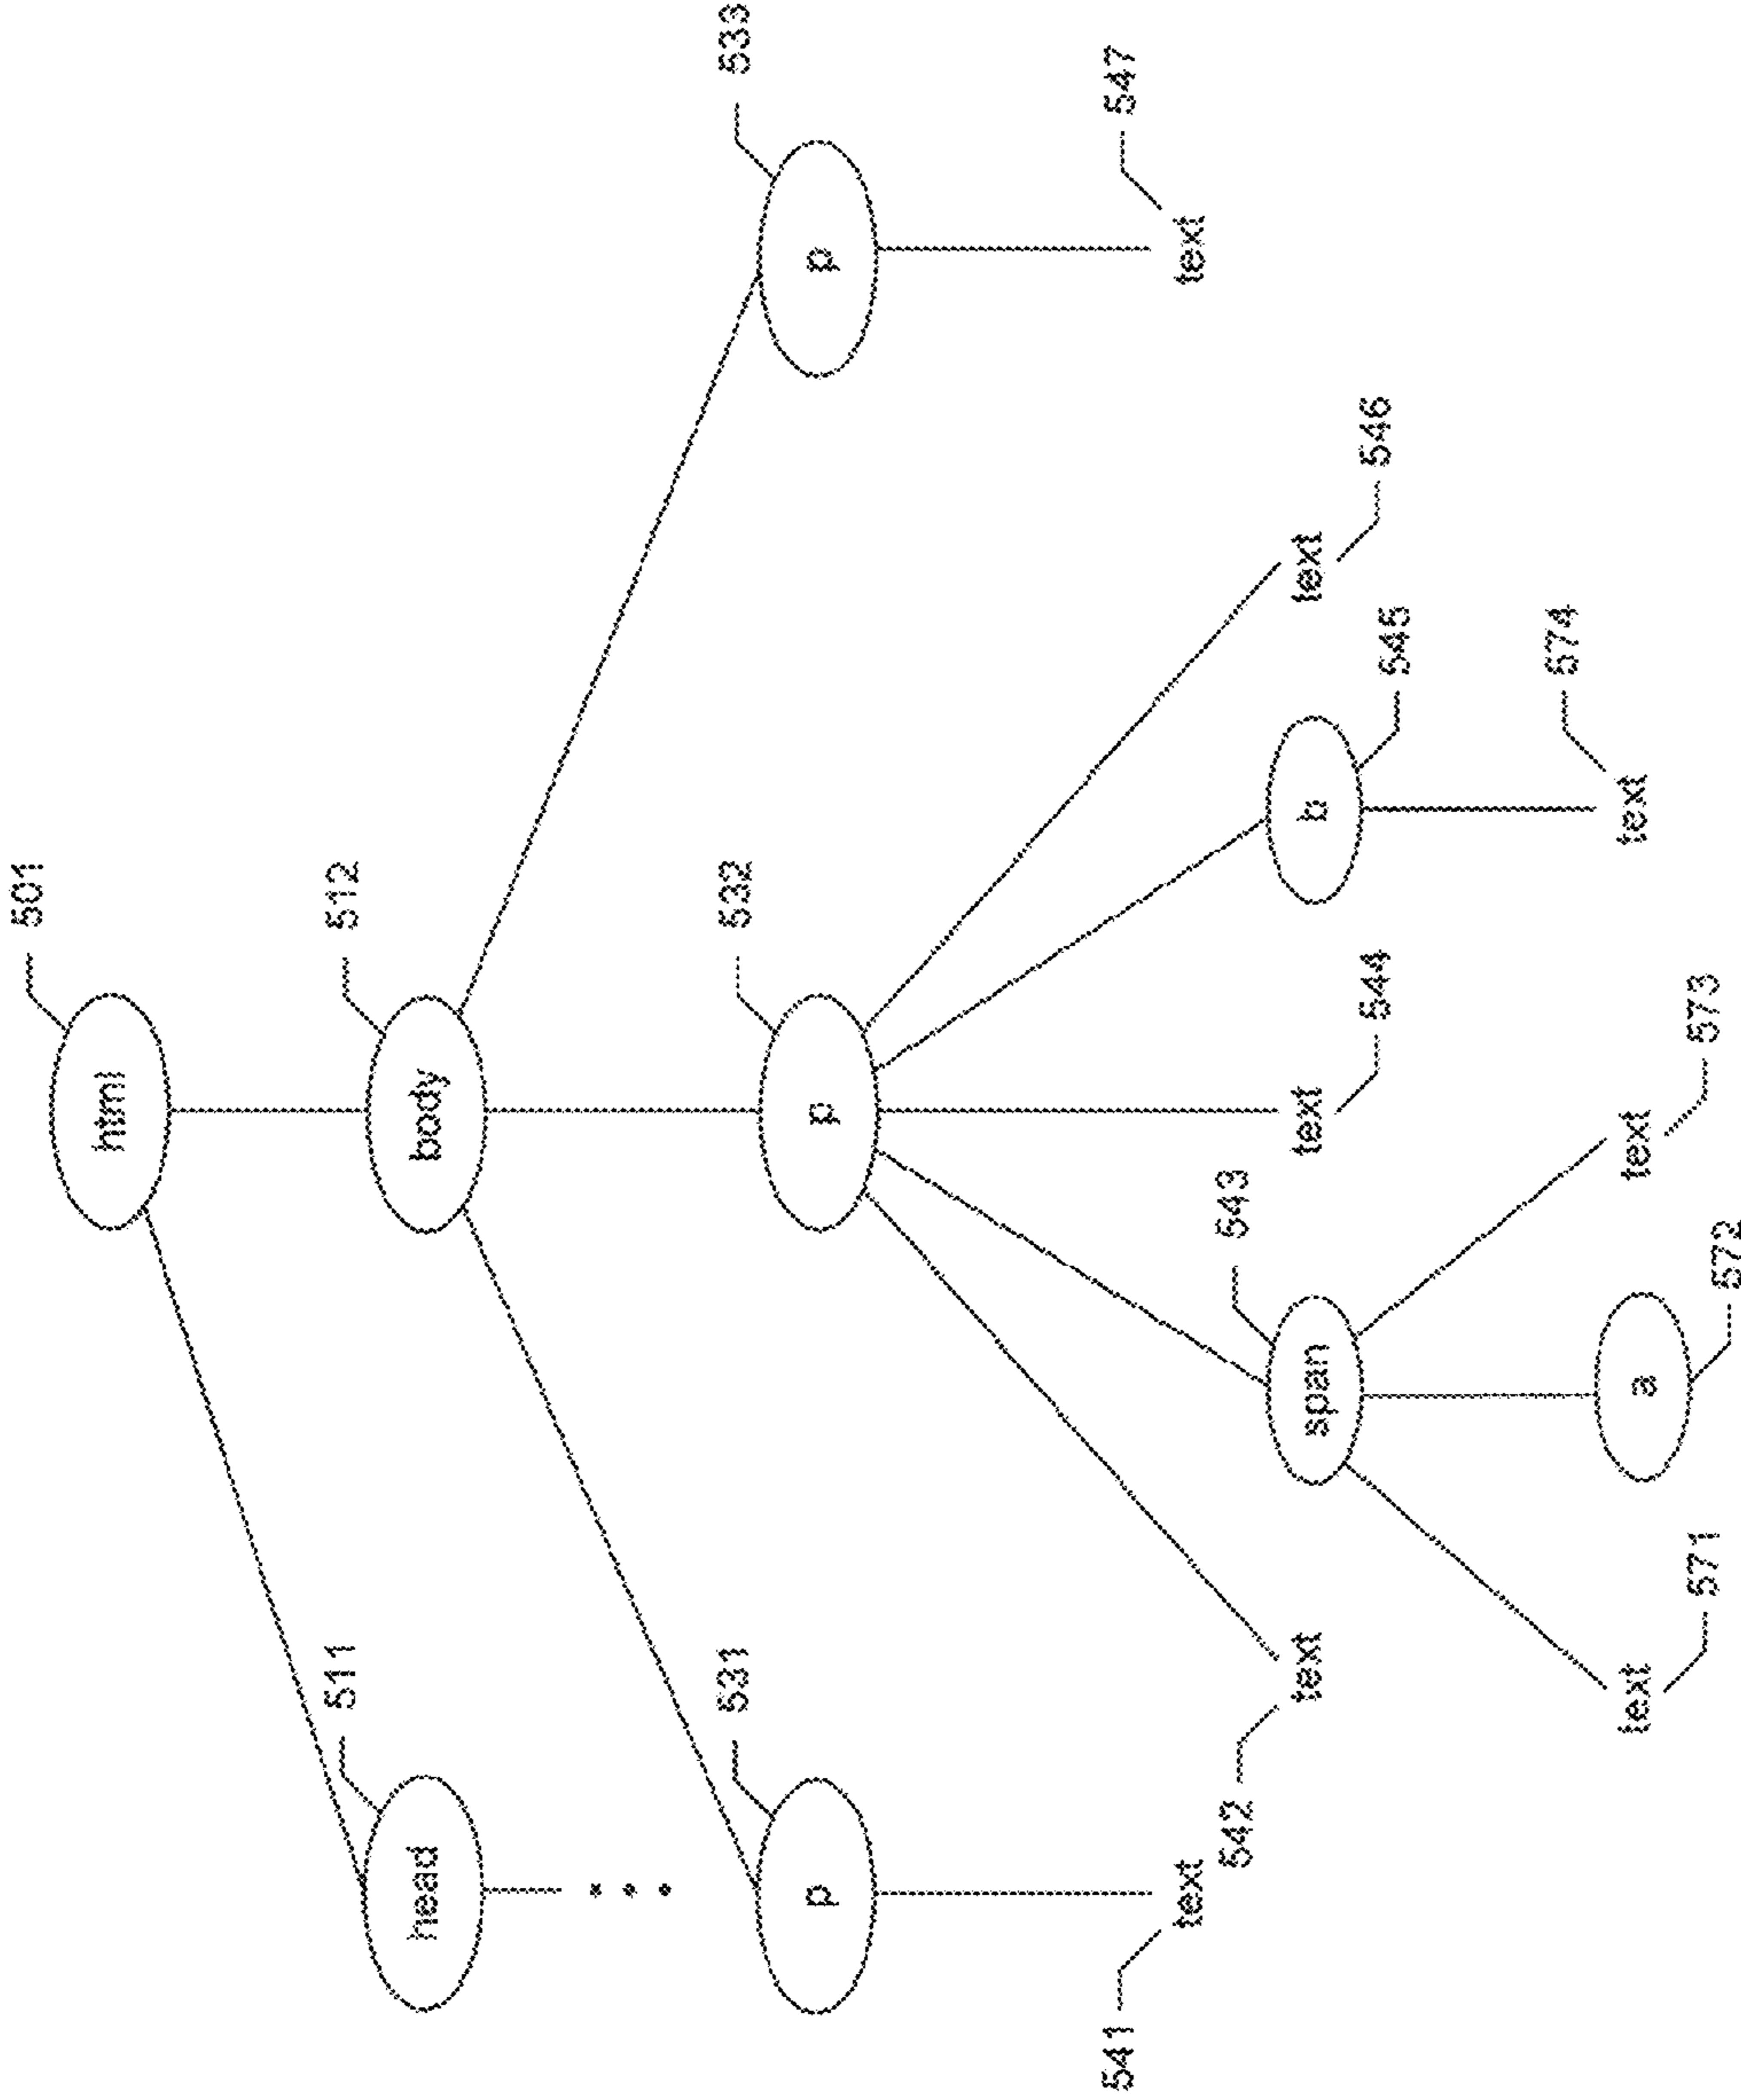 501
html
511 512
head body
531 532 533
p p p
541 547
text text
542 543
text span text b text
544 545 546
574
text a text text
571 572 573